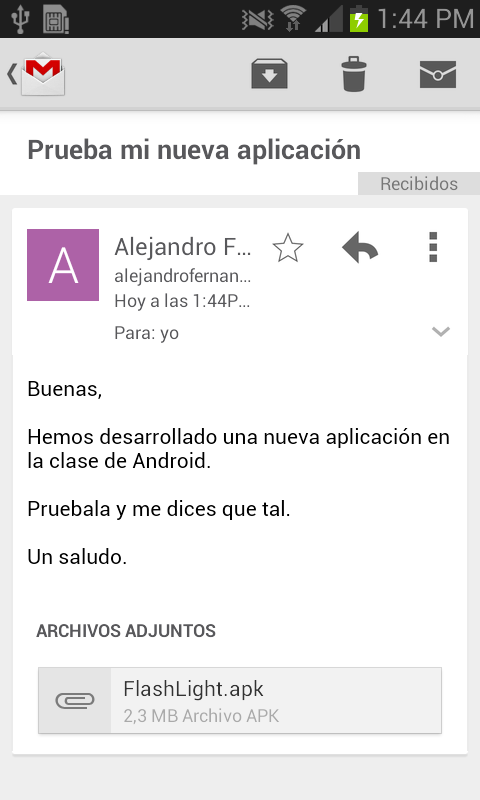 1:44 PM
Prueba mi nueva aplicación
Recibidos
A
Alejandro F...
alejandrofernan...
Hoy a las 1:44P...
Para: yo
Buenas,
Hemos desarrollado una nueva aplicación en
la clase de Android.
Pruebala y me dices que tal.
Un saludo.
ARCHIVOS ADJUNTOS
FlashLight.apk
2,3 MB Archivo APK